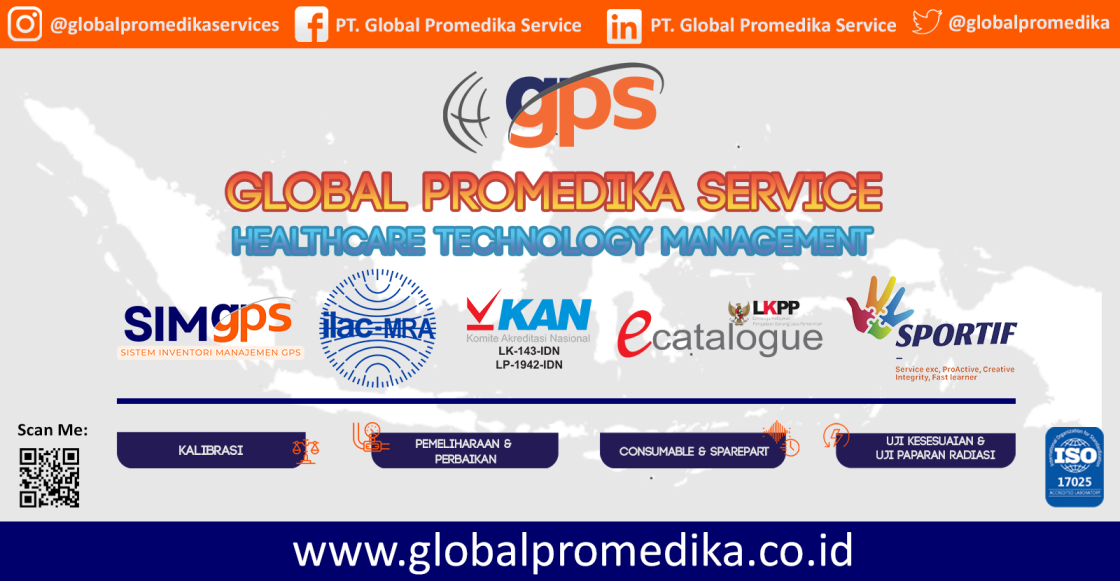 @globalpromedikaservices
PT. Global Promedika Service
PT. Global Promedika Service
@globalpromedika
gps
GLOBAL PROMEDIKA SERVICE
HEALTHCARE TECHNOLOGY MANAGEMENT
SIMgps
SISTEM INVENTORI MANAJEMEN GPS
ilac-MRA
KAN
Komite Akreditasi Nasional
LK-143-IDN
LP-1942-IDN
LKPP
e catalogue
SPORTIF
Service exc, ProActive, Creative
Integrity, Fast learner
Scan Me:
KALIBRASI
PEMELIHARAAN &
PERBAIKAN
CONSUMABLE & SPAREPART
UJI KESESUAIAN &
UJI PAPARAN RADIASI
ISO
17025
ACCREDITED LABORATORY
www.globalpromedika.co.id